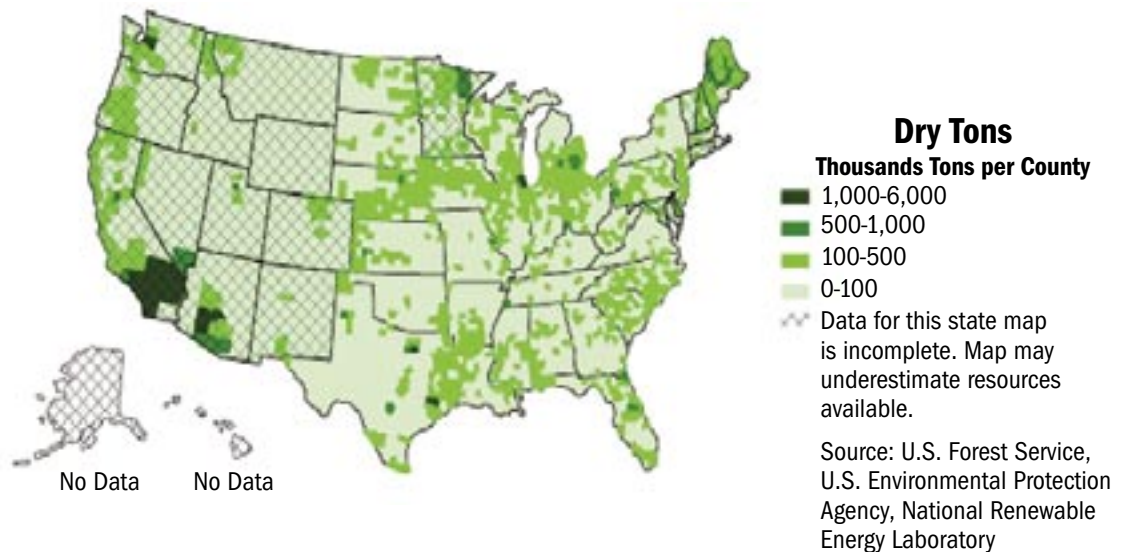 Dry Tons
Thousands Tons per County
1,000-6,000
500-1,000
100-500
0-100
Data for this state map
is incomplete. Map may
underestimate resources
available.
Source: U.S. Forest Service,
U.S. Environmental Protection
Agency, National Renewable
Energy Laboratory
No Data
No Data